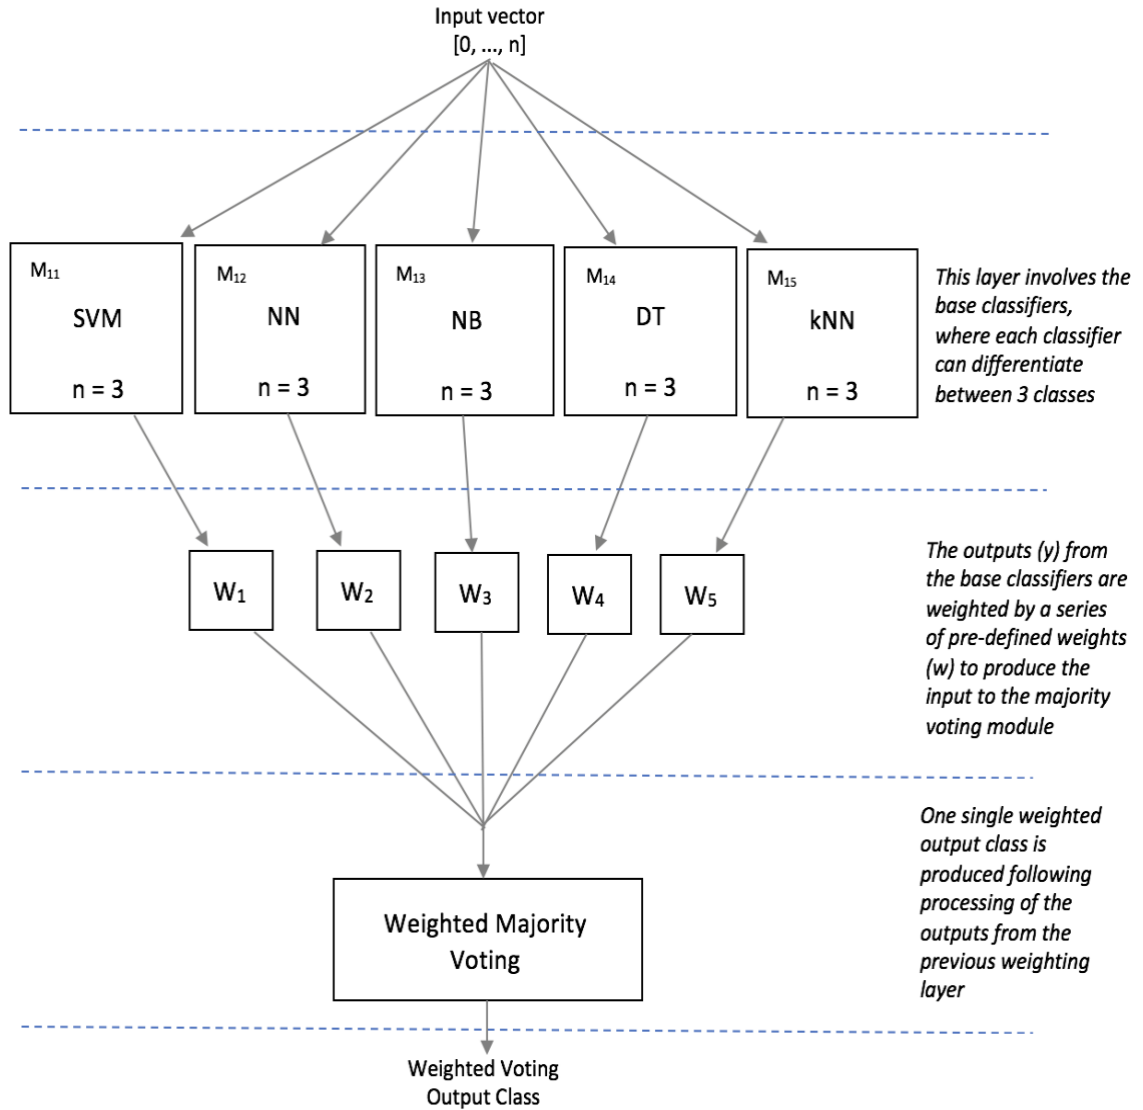 Input vector
[0, ..., n]
M11
SVM
n = 3
M12
NN
n = 3
M13
NB
n = 3
M14
DT
n = 3
M15
kNN
n = 3
This layer involves the
base classifiers,
where each classifier
can differentiate
between 3 classes
W1
W2
W3
W4
W5
The outputs (y) from
the base classifiers are
weighted by a series
of pre-defined weights
(w) to produce the
input to the majority
voting module
One single weighted
output class is
produced following
processing of the
outputs from the
previous weighting
layer
Weighted Majority
Voting
Weighted Voting
Output Class